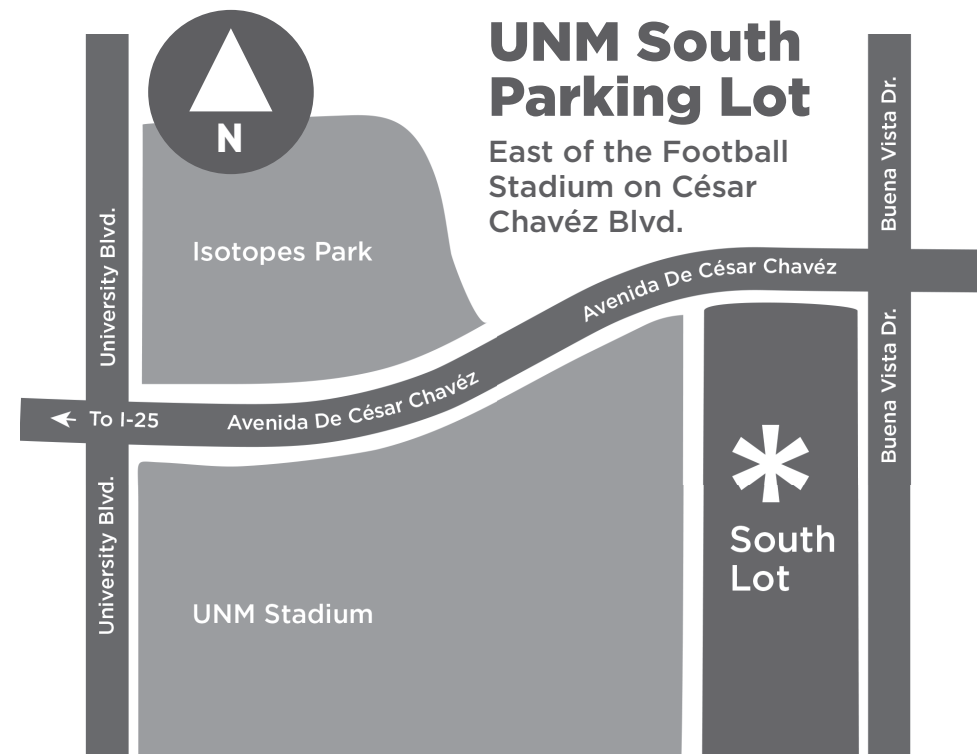 N
UNM South
Parking Lot
East of the Football
Stadium on César
Chavéz Blvd.
Buena Vista Dr.
University Blvd.
Isotopes Park
Avenida De César Chavéz
Buena Vista Dr.
To I-25
Avenida De César Chavéz
University Blvd.
South
Lot
UNM Stadium